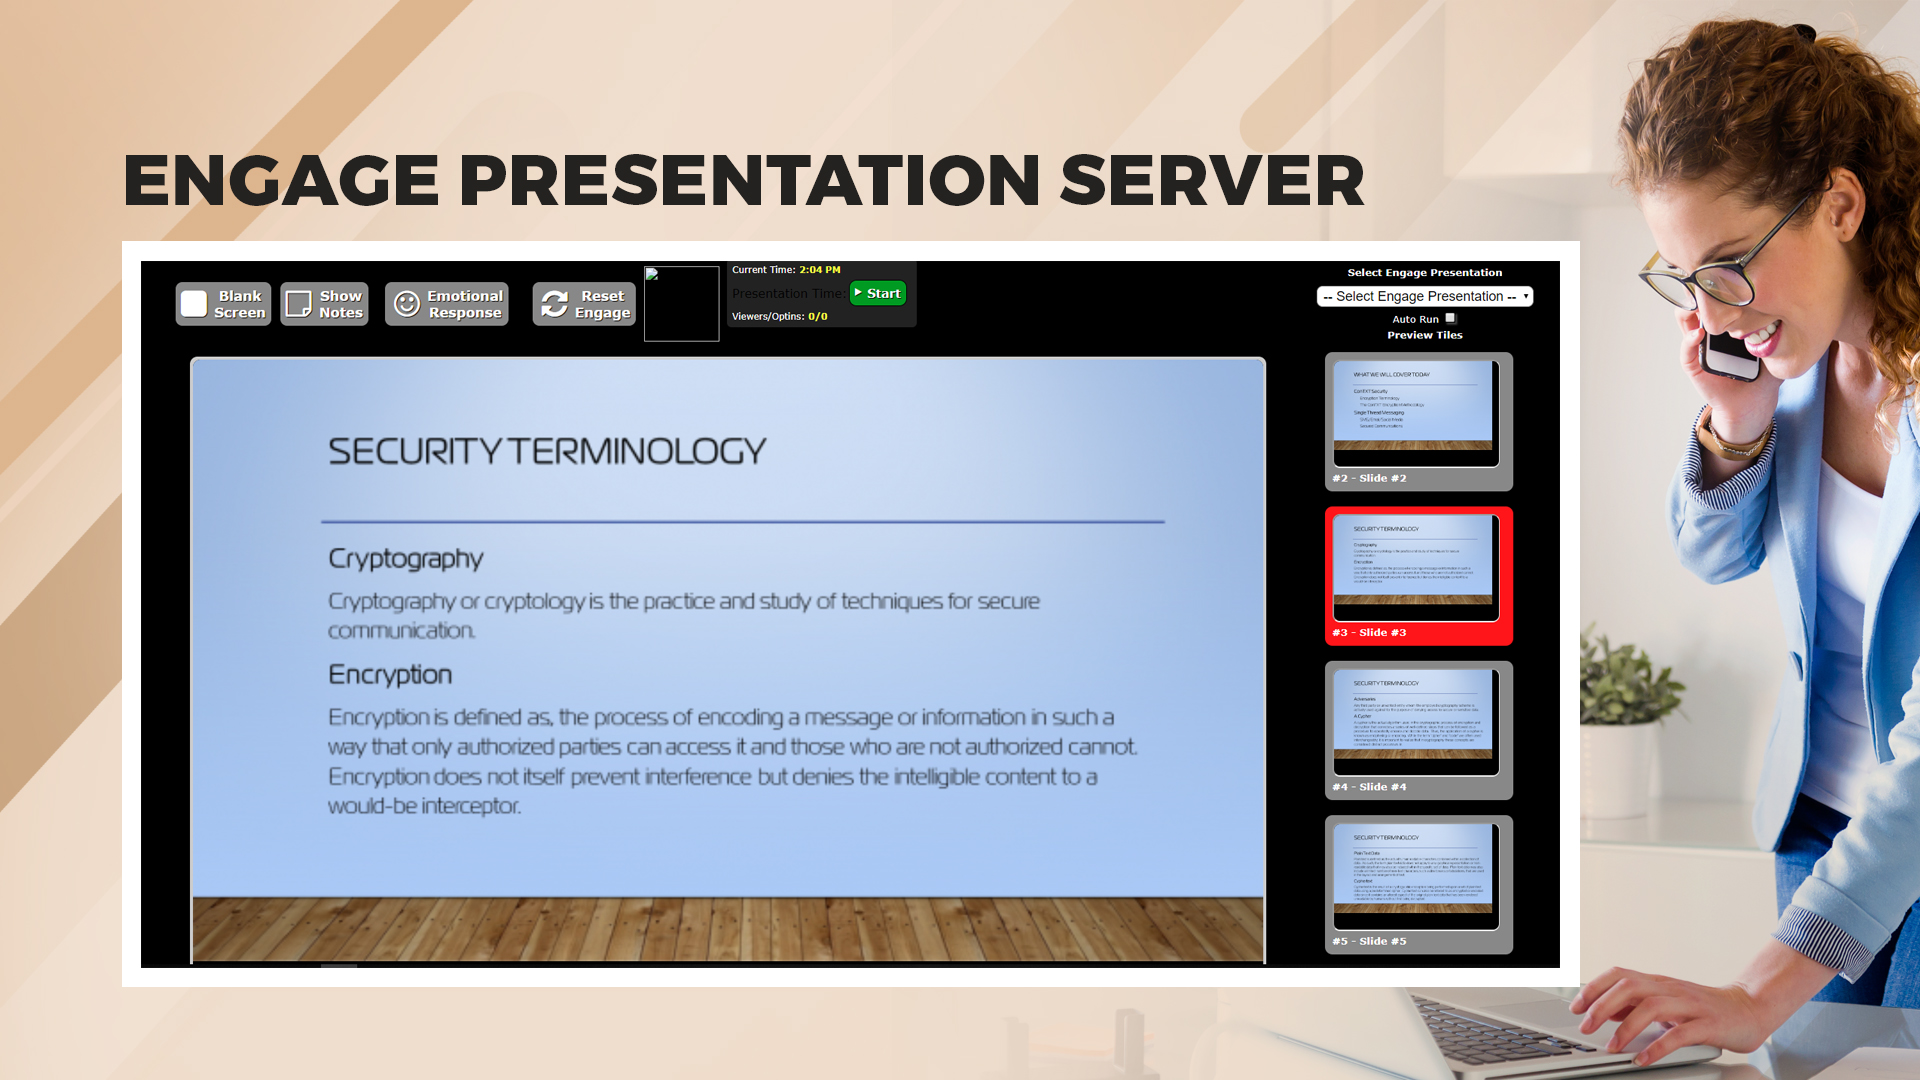 ENGAGE PRESENTATION SERVER
Blank
Screen
Show
Notes
Emotional
Response
Reset
Engage
Current Time: 2:04 PM
Presentation Time:
Start
Viewers/Optins: 0/0
Select Engage Presentation
-- Select Engage Presentation --
Auto Run
Preview Tiles
SECURITY TERMINOLOGY
Cryptography
Cryptography or cryptology is the practice and study of techniques for secure
communication.
Encryption
Encryption is defined as, the process of encoding a message or information in such a
way that only authorized parties can access it and those who are not authorized cannot.
Encryption does not itself prevent interference but denies the intelligible content to a
would-be interceptor.
WHAT WE WILL COVER TODAY
#2 - Slide #2
SECURITY TERMINOLOGY
Cryptography
Encryption
#3 - Slide #3
SECURITY TERMINOLOGY
#4 - Slide #4
SECURITY TERMINOLOGY
#5 - Slide #5